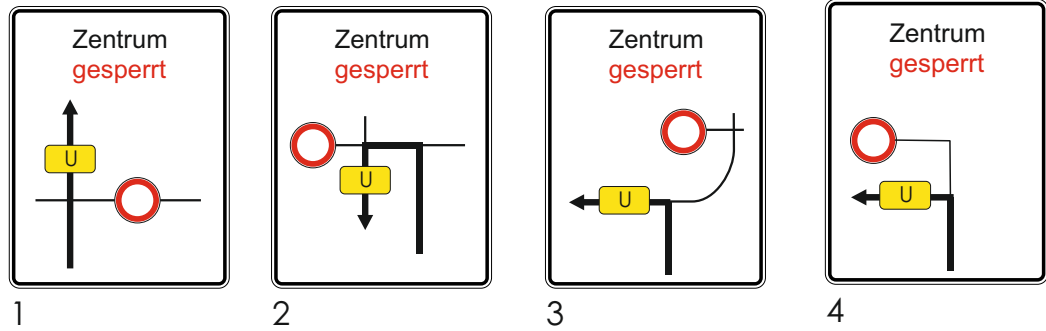 Zentrum
gesperrt
U
1
Zentrum
gesperrt
U
2
Zentrum
gesperrt
U
3
Zentrum
gesperrt
U
4